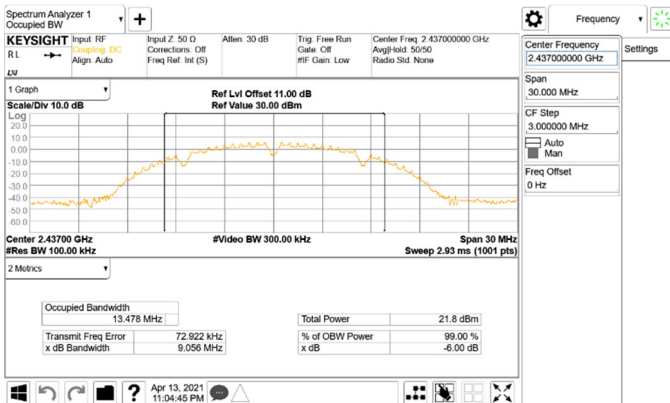 Spectrum Analyzer 1
Occupied BW
KEYSIGHT
RL
Input: RF
Coupling: DC
Align: Auto
Input Z: 50 Ω
Corrections: Off
Freq Ref: Int (S)
Atten: 30 dB
Trig: Free Run
Gate: Off
#IF Gain: Low
Center Freq: 2.437000000 GHz
Avg|Hold: 50/50
Radio Std: None
1 Graph
Scale/Div 10.0 dB
Ref Lvl Offset 11.00 dB
Ref Value 30.00 dBm
Log
20.0
10.0
0.00
-10.0
-20.0
-30.0
-40.0
-50.0
-60.0
Center 2.43700 GHz
#Res BW 100.00 kHz
#Video BW 300.00 kHz
Span 30 MHz
Sweep 2.93 ms (1001 pts)
2 Metrics
Occupied Bandwidth
13.478 MHz
Transmit Freq Error 72.922 kHz
x dB Bandwidth 9.056 MHz
Total Power 21.8 dBm
% of OBW Power 99.00 %
x dB -6.00 dB
?
Apr 13, 2021
11:04:45 PM
Frequency
Settings
Center Frequency
2.437000000 GHz
Span
30.000 MHz
CF Step
3.000000 MHz
Auto
Man
Freq Offset
0 Hz